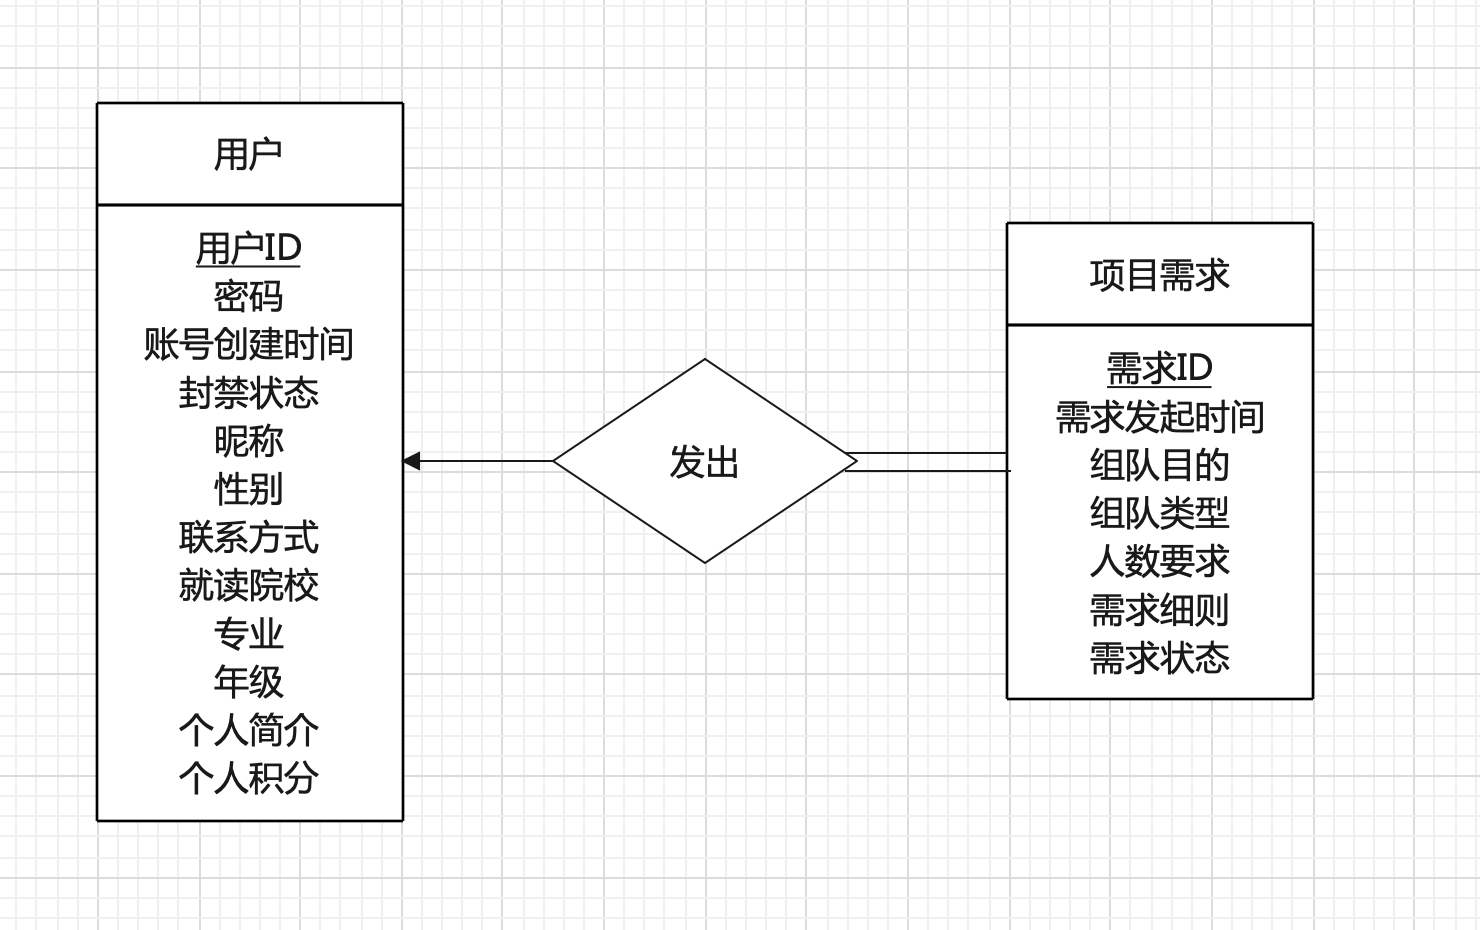 用户
用户ID
密码
账号创建时间
封禁状态
昵称
性别
联系方式
就读院校
专业
年级
个人简介
个人积分
发出
项目需求
需求ID
需求发起时间
组队目的
组队类型
人数要求
需求细则
需求状态